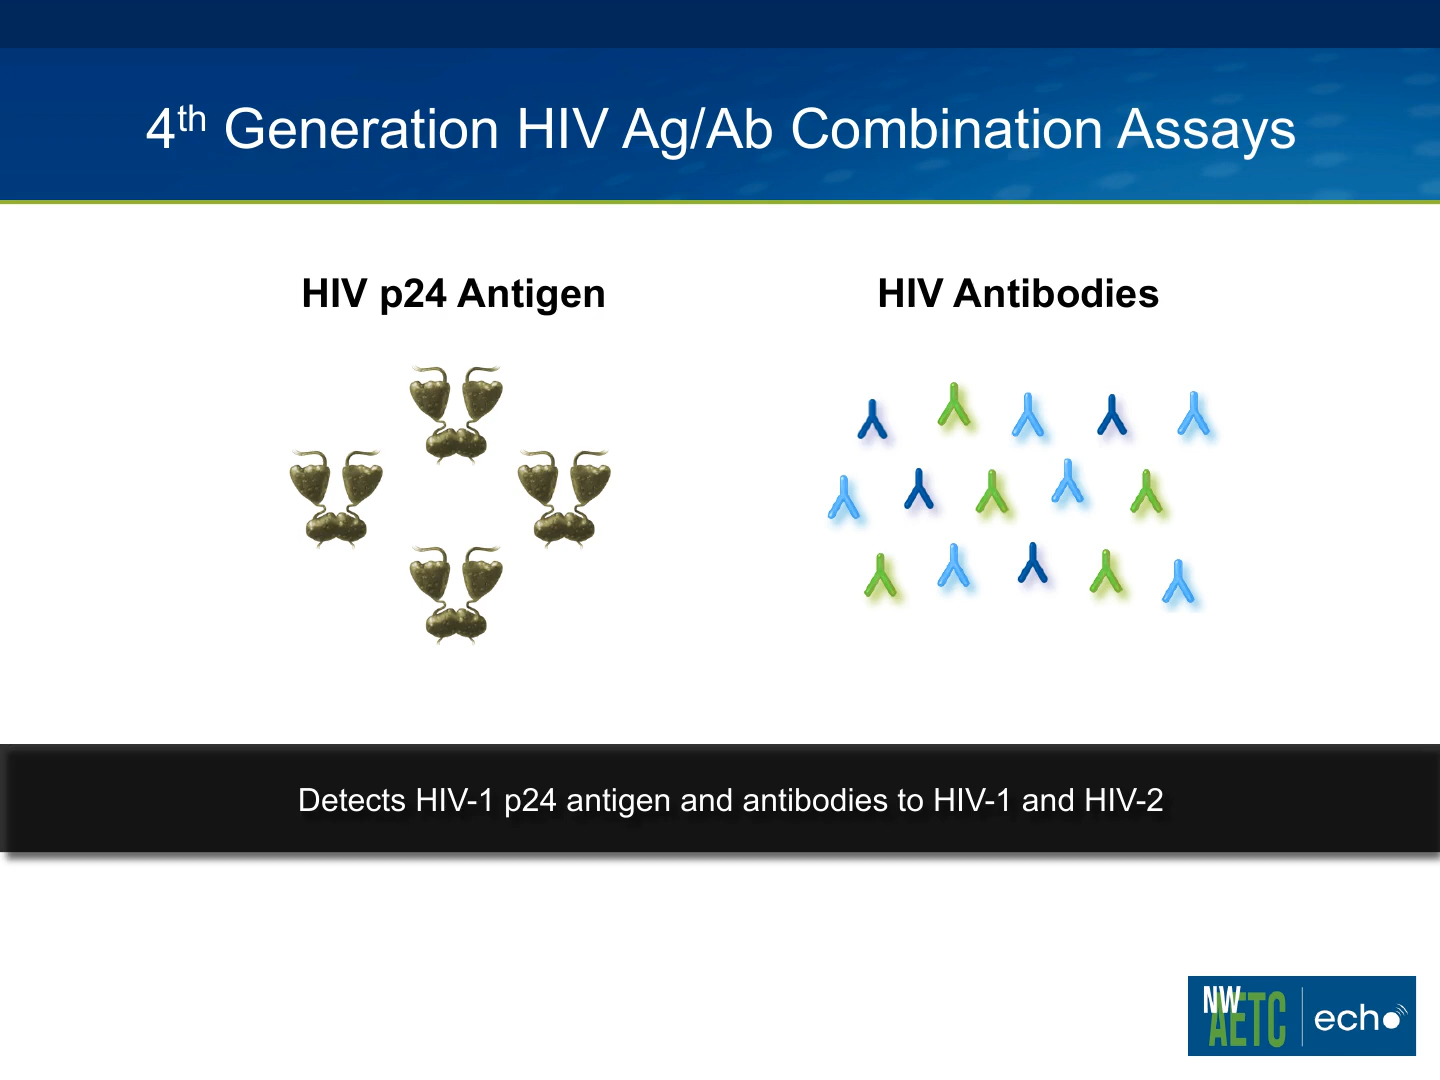 4th Generation HIV Ag/Ab Combination Assays
HIV p24 Antigen
HIV Antibodies
Detects HIV-1 p24 antigen and antibodies to HIV-1 and HIV-2
NW
AETC
echo